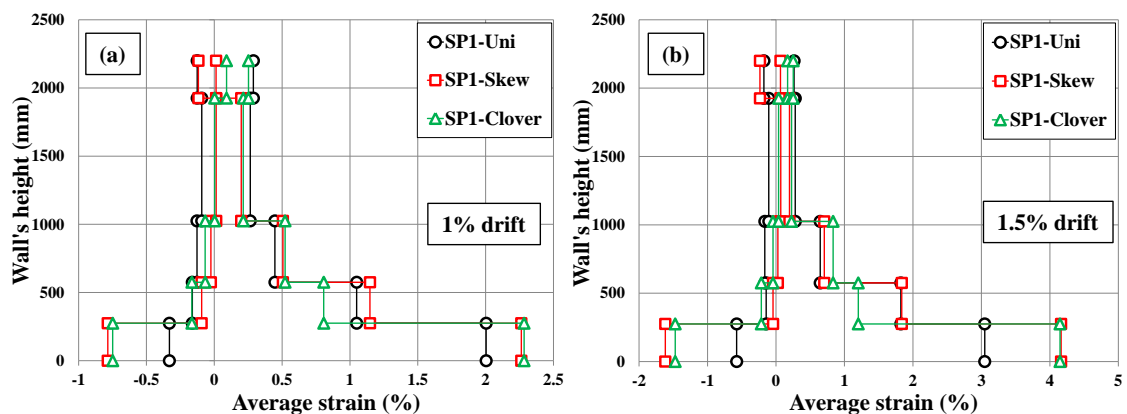 2500
2000
1500
1000
500
0
Wall's height (mm)
(a)
SP1-Uni
SP1-Skew
SP1-Clover
1% drift
-1 -0.5 0 0.5 1 1.5 2 2.5
Average strain (%)
2500
2000
1500
1000
500
0
Wall's height (mm)
(b)
SP1-Uni
SP1-Skew
SP1-Clover
1.5% drift
-2 -1 0 1 2 3 4 5
Average strain (%)